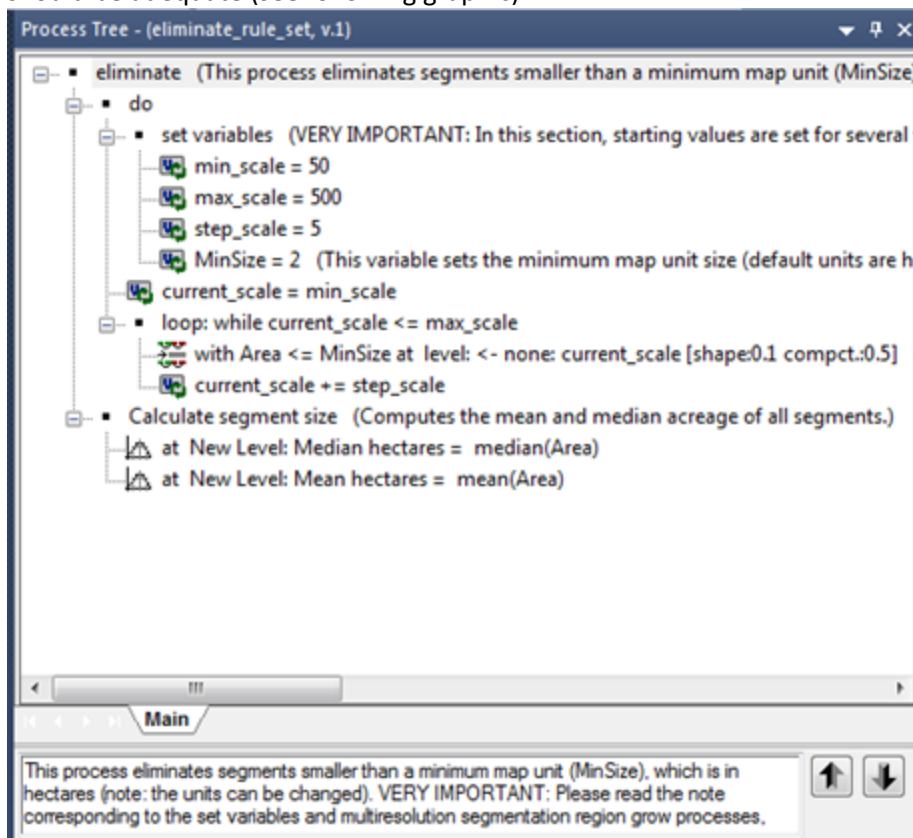 Process Tree - (eliminate_rule_set, v.1)
eliminate (This process eliminates segments smaller than a minimum map unit (MinSize)
do
set variables (VERY IMPORTANT: In this section, starting values are set for several
min_scale = 50
max_scale = 500
step_scale = 5
MinSize = 2 (This variable sets the minimum map unit size (default units are h
current_scale = min_scale
loop: while current_scale <= max_scale
with Area <= MinSize at level: <- none: current_scale [shape:0.1 compct.:0.5]
current_scale += step_scale
Calculate segment size (Computes the mean and median acreage of all segments.)
at New Level: Median hectares = median(Area)
at New Level: Mean hectares = mean(Area)
Main
This process eliminates segments smaller than a minimum map unit (MinSize), which is in
hectares (note: the units can be changed). VERY IMPORTANT: Please read the note
corresponding to the set variables and multiresolution segmentation region grow processes,